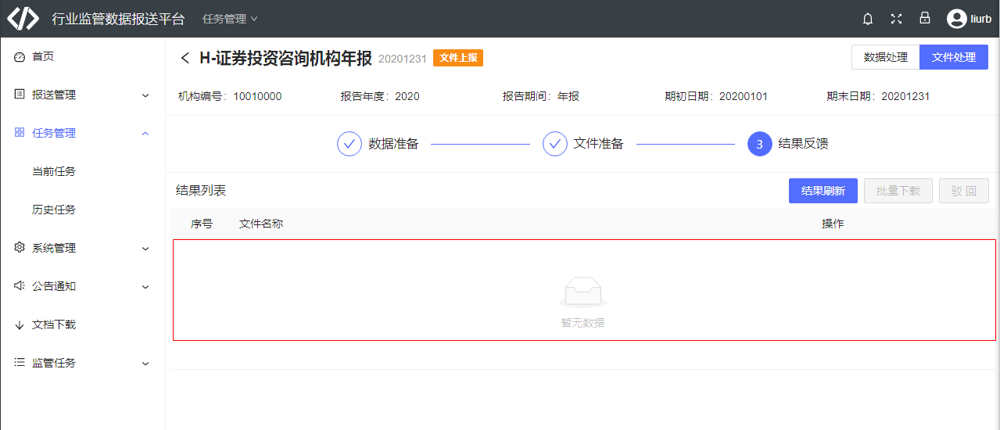 行业监管数据报送平台 任务管理 liurb
首页
报送管理
任务管理
当前任务
历史任务
系统管理
公告通知
文档下载
监管任务
H-证券投资咨询机构年报 20201231 文件上报 数据处理 文件处理
机构编号：10010000 报告年度：2020 报告期间：年报 期初日期：20200101 期末日期：20201231
数据准备 文件准备 3 结果反馈
结果列表 结果刷新 批量下载 驳 回
序号 文件名称 操作
暂无数据